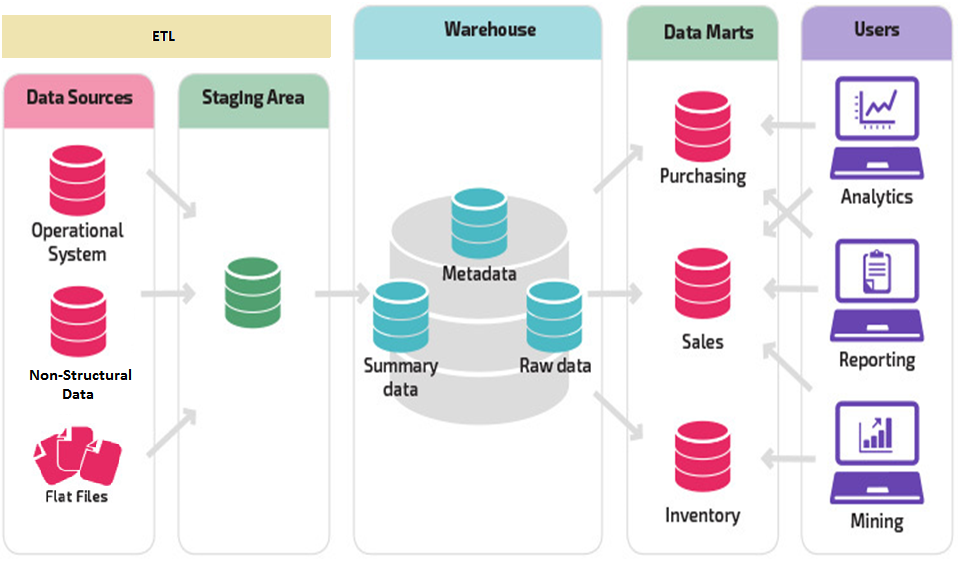 ETL
Data Sources
Staging Area
Warehouse
Data Marts
Users
Operational
System
Non-Structural
Data
Flat Files
Metadata
Summary
data
Raw data
Purchasing
Sales
Inventory
Analytics
Reporting
Mining